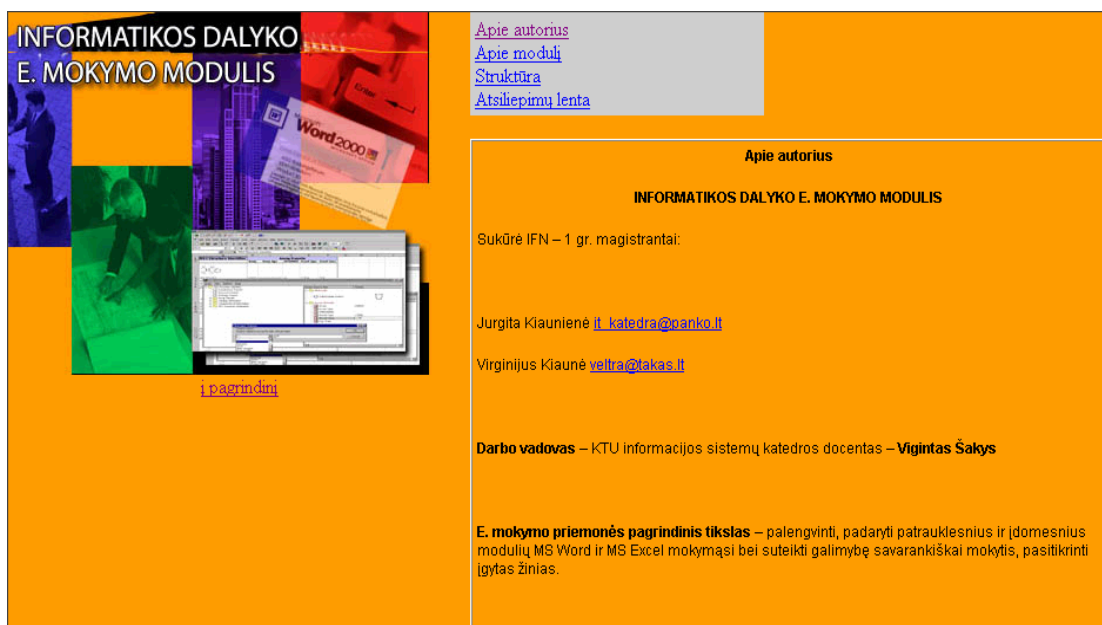 INFORMATIKOS DALYKO
E. MOKYMO MODULIS
Enter
Microsoft
Word 2000
į pagrindinį
Apie autorius
Apie modulį
Struktūra
Atsiliepimų lenta
Apie autorius
INFORMATIKOS DALYKO E. MOKYMO MODULIS
Sukūrė IFN – 1 gr. magistrantai:
Jurgita Kiaunienė it_katedra@panko.lt
Virginijus Kiaunė veltra@takas.lt
Darbo vadovas – KTU informacijos sistemų katedros docentas – Vigintas Šakys
E. mokymo priemonės pagrindinis tikslas – palengvinti, padaryti patrauklesnius ir įdomesnius
modulių MS Word ir MS Excel mokymąsi bei suteikti galimybę savarankiškai mokytis, pasitikrinti
įgytas žinias.